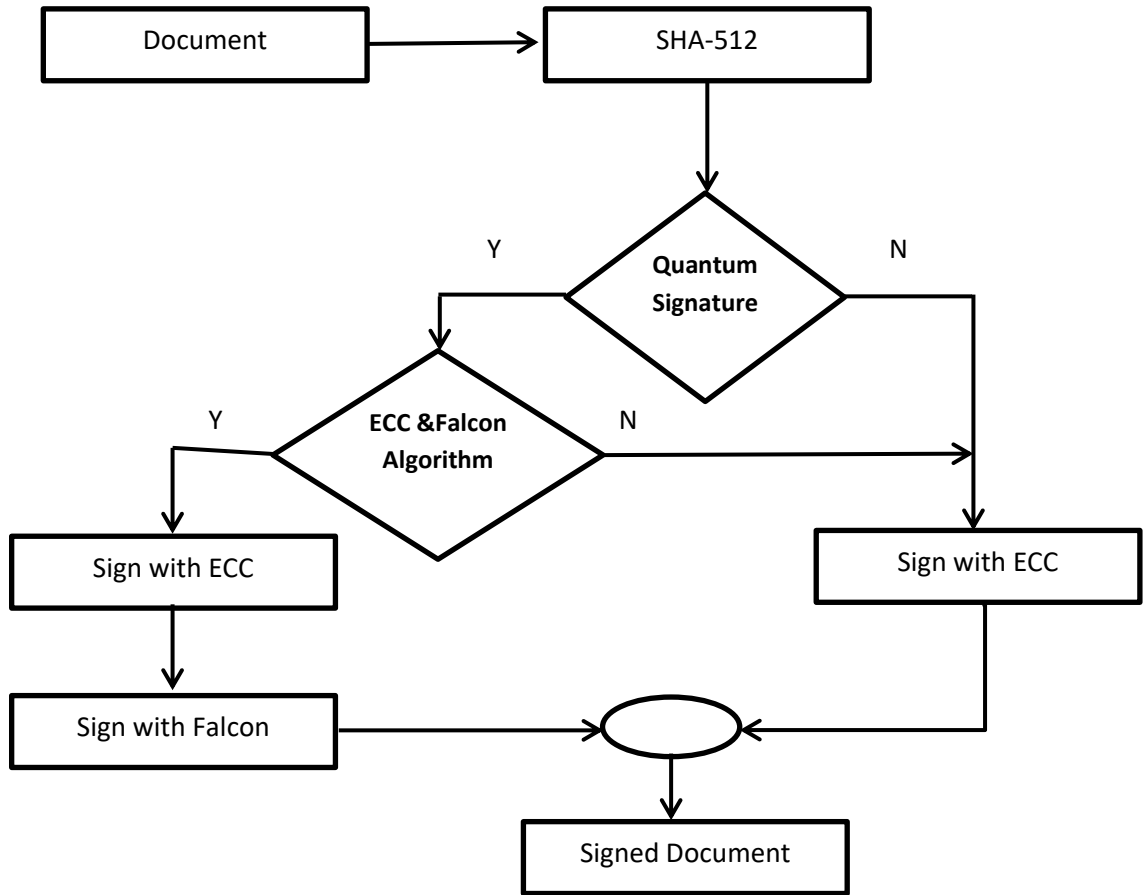 Document
SHA-512
Y
N
Quantum
Signature
Y
ECC &Falcon
Algorithm
N
Sign with ECC
Sign with ECC
Sign with Falcon
Signed Document